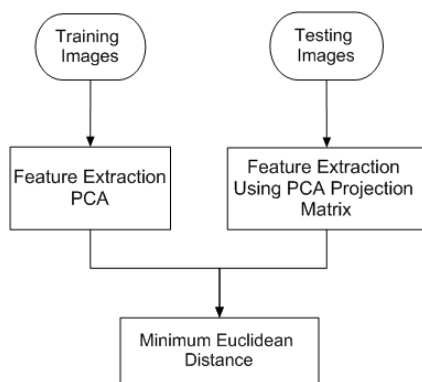 Training
Images
Testing
Images
Feature Extraction
PCA
Feature Extraction
Using PCA Projection
Matrix
Minimum Euclidean
Distance